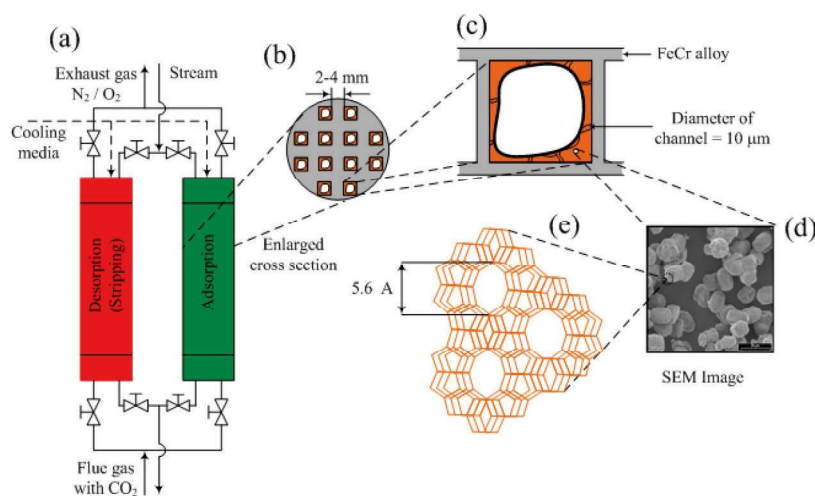 (a)
Exhaust gas
N₂ / O₂
Stream
Cooling
media
Desorption
(Stripping)
Adsorption
Flue gas
with CO₂
(b)
2-4 mm
Enlarged
cross section
(c)
FeCr alloy
Diameter of
channel = 10 µm
(d)
SEM Image
(e)
5.6 A